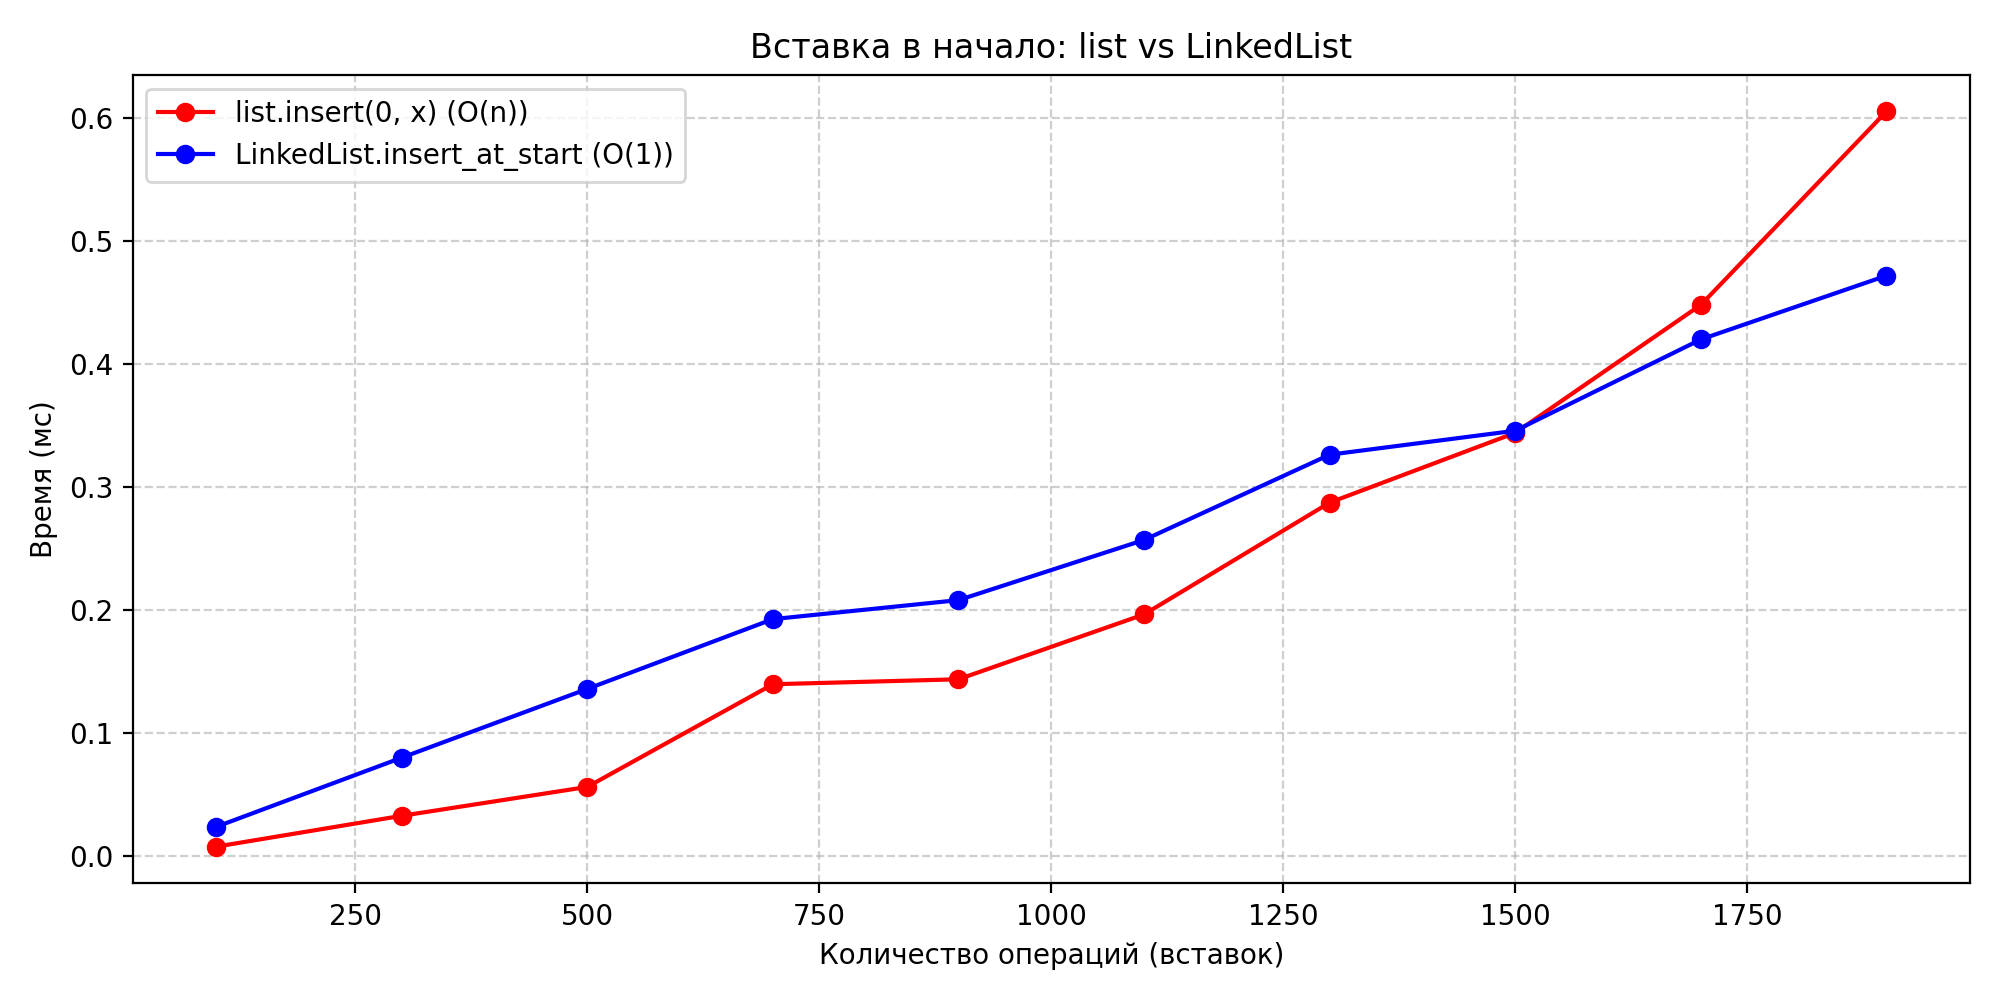 Вставка в начало: list vs LinkedList
list.insert(0, x) (O(n))
LinkedList.insert_at_start (O(1))
0.6
0.5
0.4
0.3
0.2
0.1
0.0
Время (мс)
250 500 750 1000 1250 1500 1750
Количество операций (вставок)